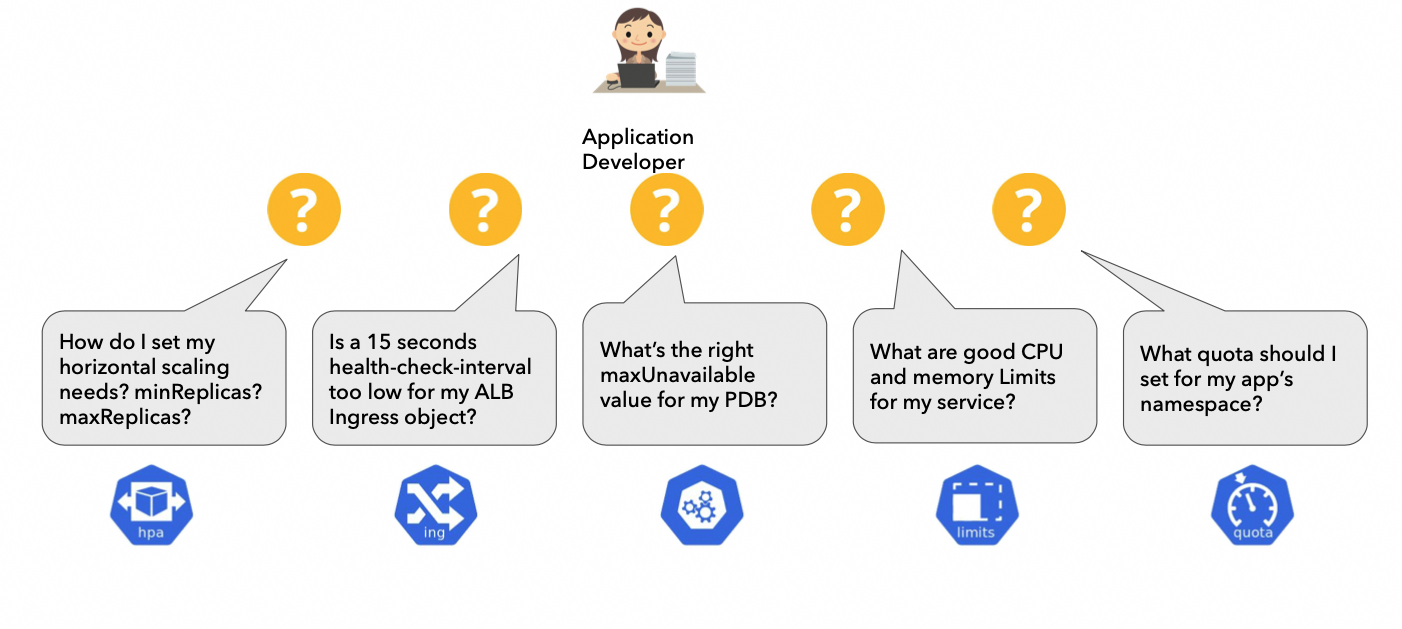 Application
Developer
? ? ? ? ?
How do I set my
horizontal scaling
needs? minReplicas?
maxReplicas?
Is a 15 seconds
health-check-interval
too low for my ALB
Ingress object?
What’s the right
maxUnavailable
value for my PDB?
What are good CPU
and memory Limits
for my service?
What quota should I
set for my app’s
namespace?
hpa
ing
limits
quota